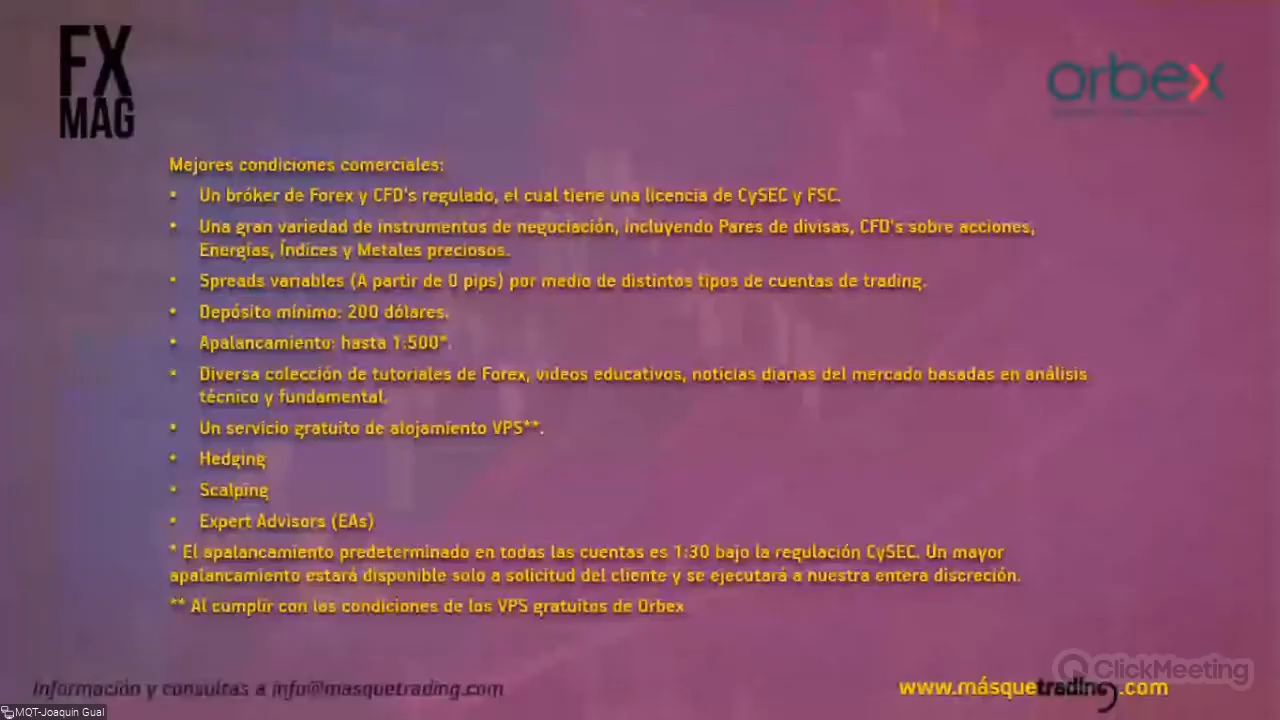 FX
MAG
orbex
Mejores condiciones comerciales:
• Un bróker de Forex y CFD's regulado, el cual tiene una licencia de CySEC y FSC.
• Una gran variedad de instrumentos de negociación, incluyendo Pares de divisas, CFD's sobre acciones,
Energías, Índices y Metales preciosos.
• Spreads variables (A partir de 0 pips) por medio de distintos tipos de cuentas de trading.
• Depósito mínimo: 200 dólares.
• Apalancamiento: hasta 1:500*.
• Diversa colección de tutoriales de Forex, videos educativos, noticias diarias del mercado basadas en análisis
técnico y fundamental.
• Un servicio gratuito de alojamiento VPS**.
• Hedging
• Scalping
• Expert Advisors (EAs)
* El apalancamiento predeterminado en todas las cuentas es 1:30 bajo la regulación CySEC. Un mayor
apalancamiento estará disponible solo a solicitud del cliente y se ejecutará a nuestra entera discreción.
** Al cumplir con las condiciones de los VPS gratuitos de Orbex
ClickMeeting
Información y consultas a info@masquetrading.com
www.másquetrading.com
MQT-Joaquin Gual